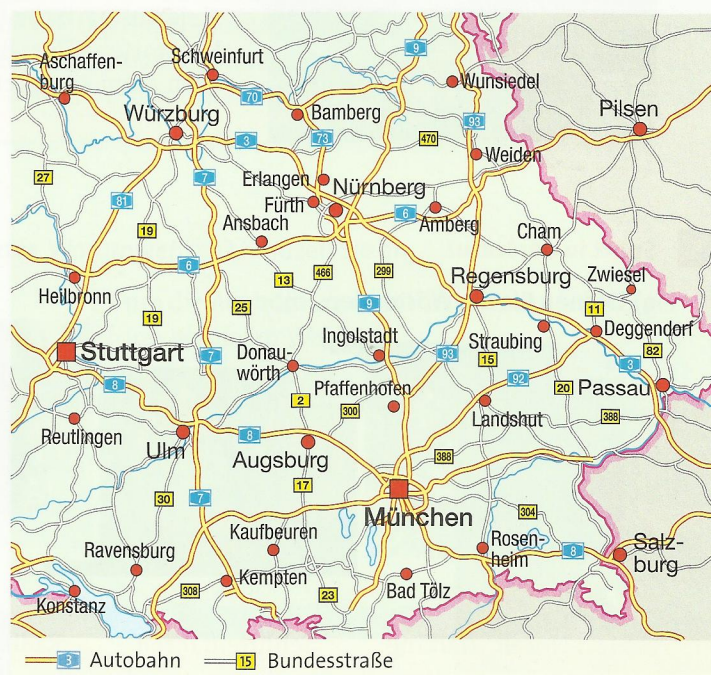 9
Schweinfurt
Aschaffen-
burg
Wunsiedel
70
Würzburg
Bamberg
Pilsen
93
3
73
470
Weiden
27
7
Erlangen
Nürnberg
81
Fürth
6
Amberg
Ansbach
19
Cham
6
13
466
299
Regensburg
Zwiesel
Heilbronn
25
9
11
19
Straubing
Deggendorf
Stuttgart
7
Ingolstadt
93
15
82
Donau-
wörth
3
8
Pfaffenhofen
92
20
Passau
2
300
Landshut
388
Reutlingen
Ulm
8
Augsburg
388
17
30
7
München
304
Kaufbeuren
Rosen-
heim
Salz-
burg
Ravensburg
8
Kempten
Bad Tölz
308
23
Konstanz
3 Autobahn 15 Bundesstraße